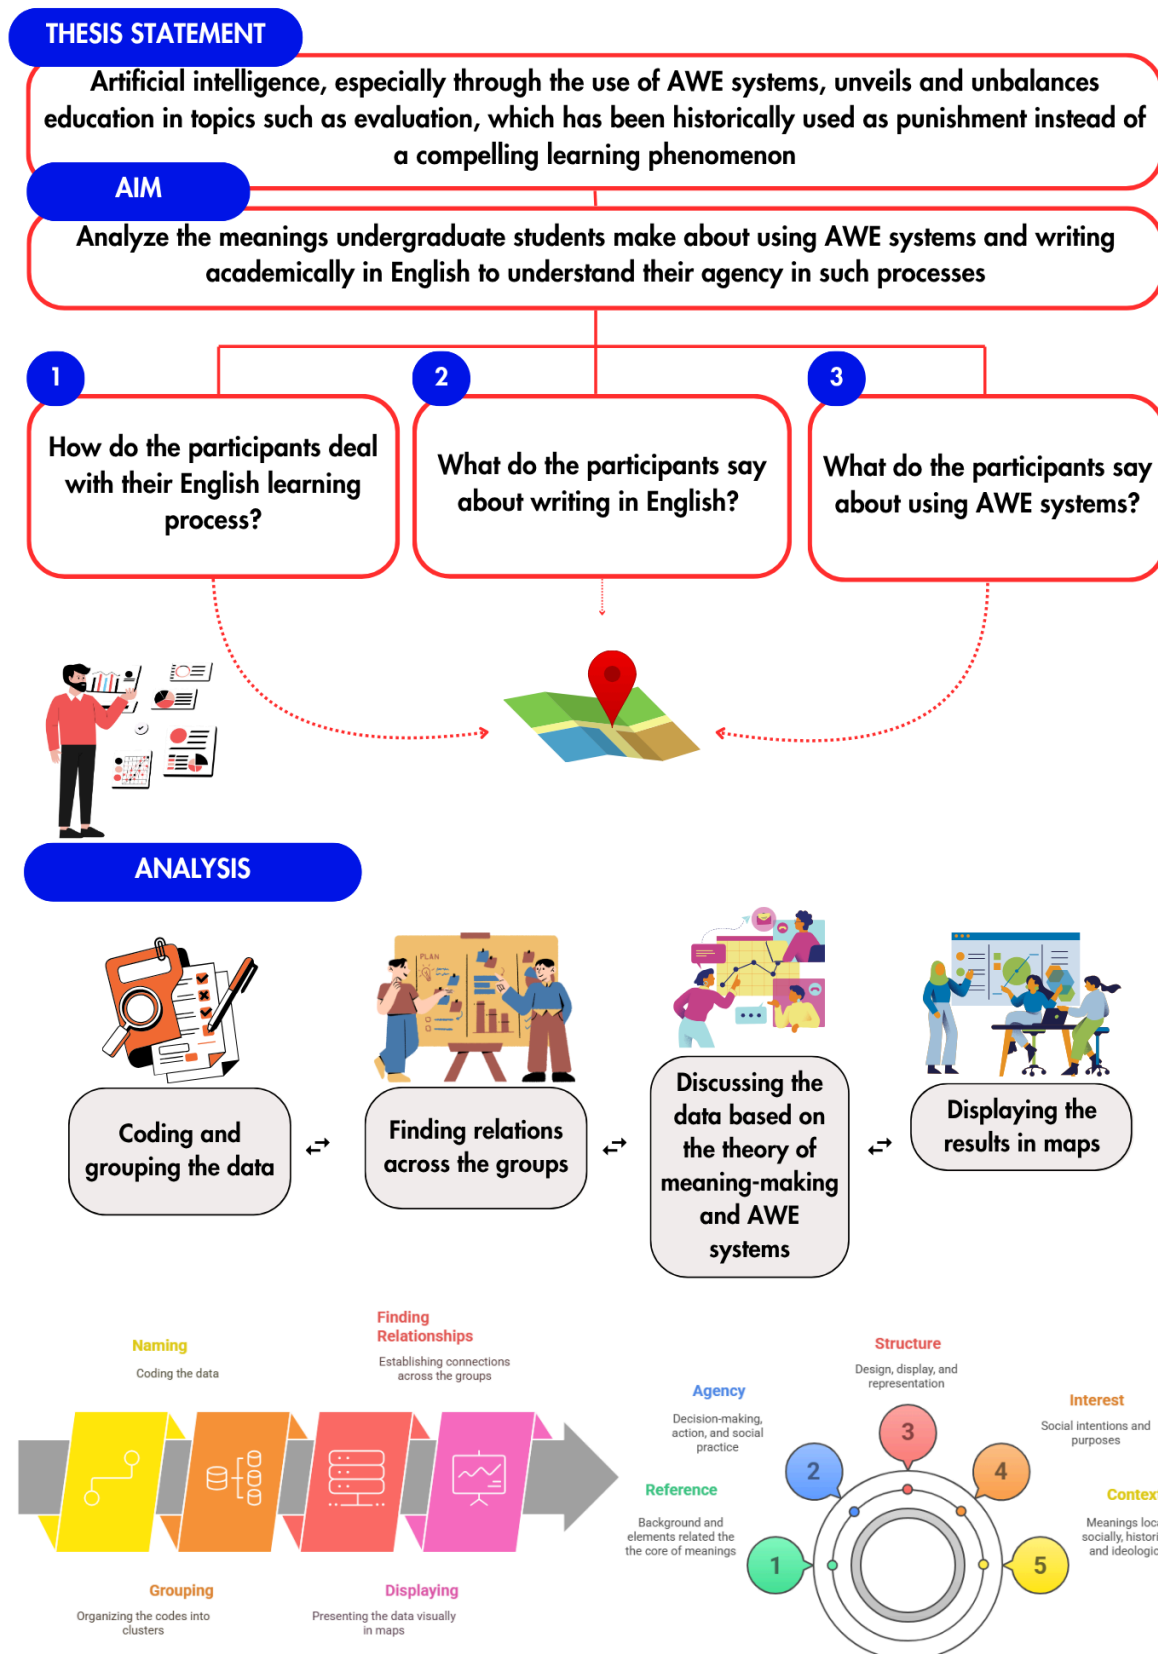 THESIS STATEMENT
Artificial intelligence, especially through the use of AWE systems, unveils and unbalances
education in topics such as evaluation, which has been historically used as punishment instead of
a compelling learning phenomenon
AIM
Analyze the meanings undergraduate students make about using AWE systems and writing
academically in English to understand their agency in such processes
1
How do the participants deal
with their English learning
process?
2
What do the participants say
about writing in English?
3
What do the participants say
about using AWE systems?
ANALYSIS
PLAN
Coding and
grouping the data
Finding relations
across the groups
Discussing the
data based on
the theory of
meaning-making
and AWE
systems
Displaying the
results in maps
Naming
Coding the data
Finding
Relationships
Establishing connections
across the groups
Grouping
Organizing the codes into
clusters
Displaying
Presenting the data visually
in maps
Reference
Background and
elements related the
the core of meanings
1
Agency
Decision-making,
action, and social
practice
2
Structure
Design, display, and
representation
3
Interest
Social intentions and
purposes
4
Context
Meanings
socially,
and
5